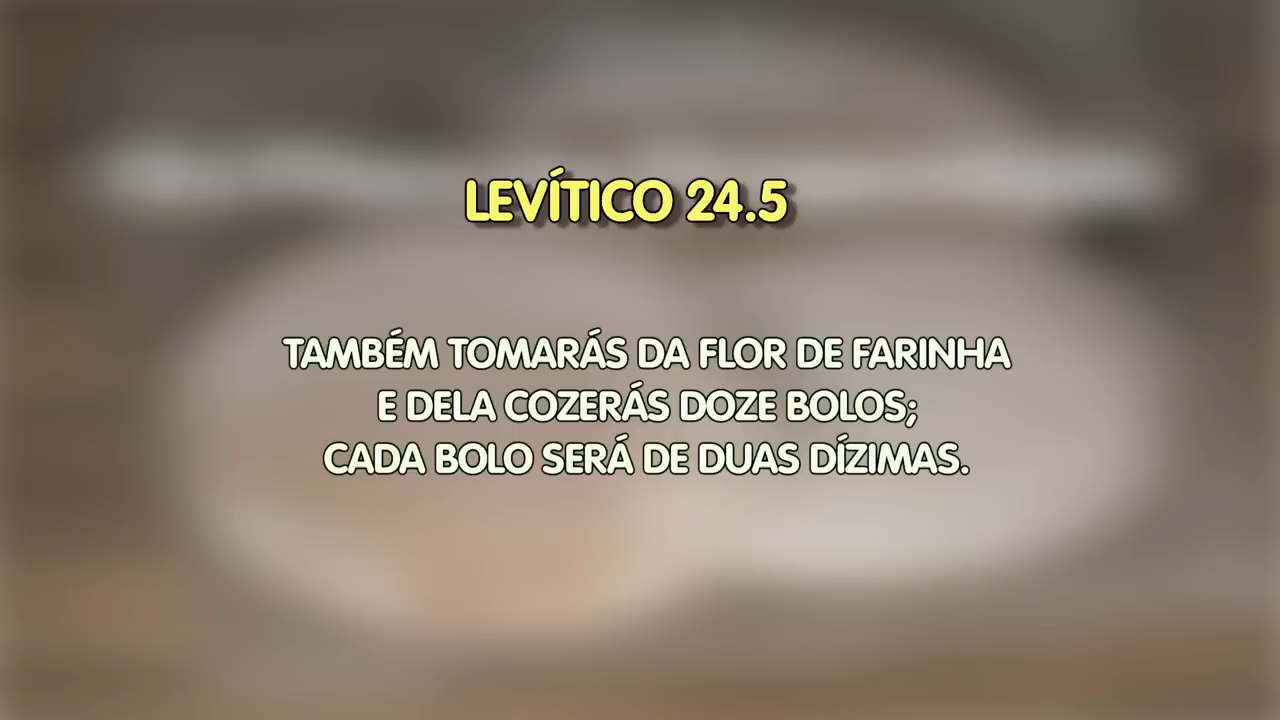 LEVÍTICO 24.5
TAMBÉM TOMARÁS DA FLOR DE FARINHA
E DELA COZERÁS DOZE BOLOS;
CADA BOLO SERÁ DE DUAS DÍZIMAS.